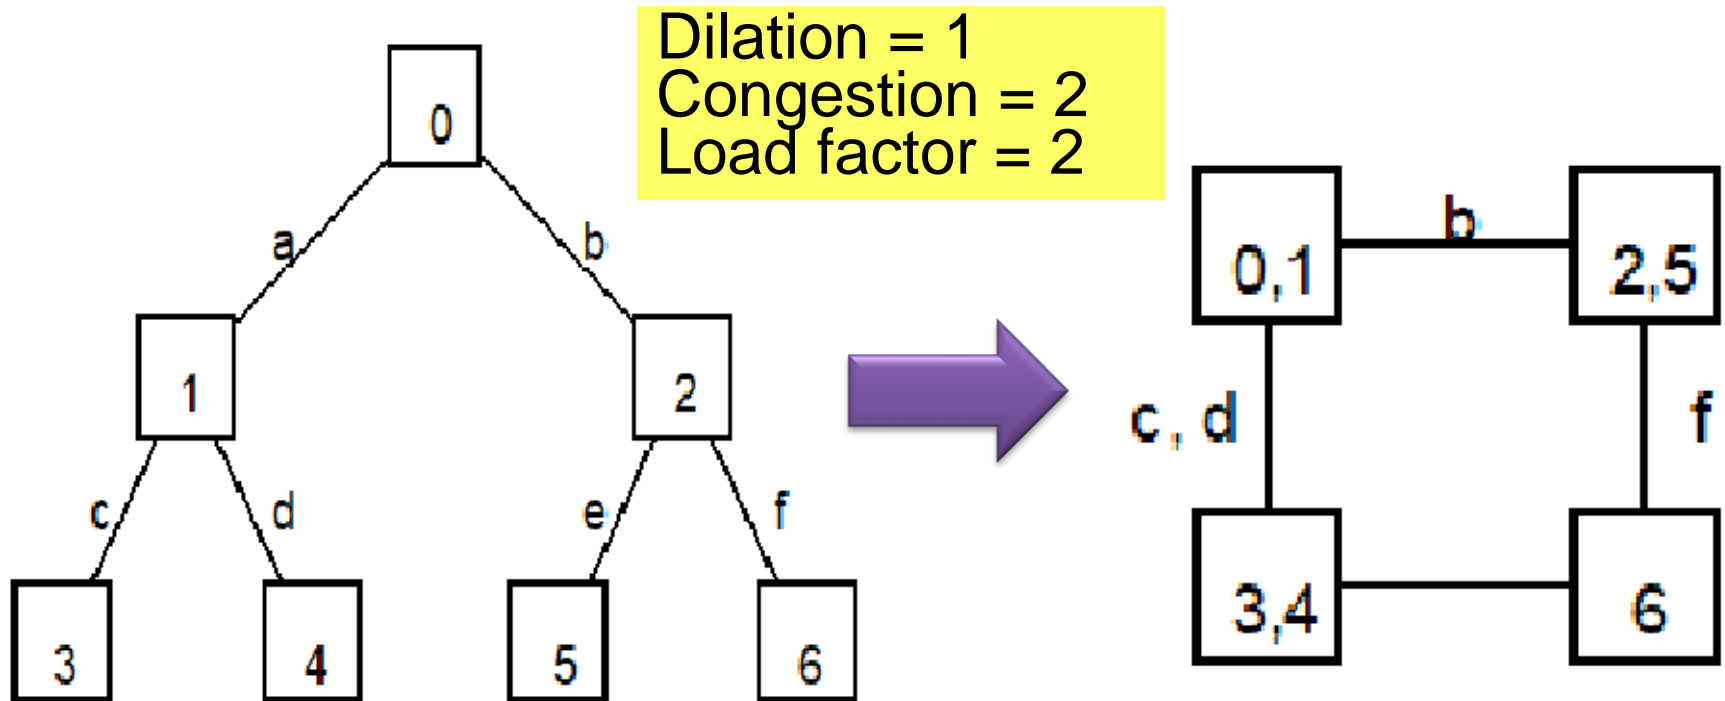 Dilation = 1
Congestion = 2
Load factor = 2
0
a b
1 2
c d e f
3 4 5 6
b
0,1 2,5
c, d f
3,4 6